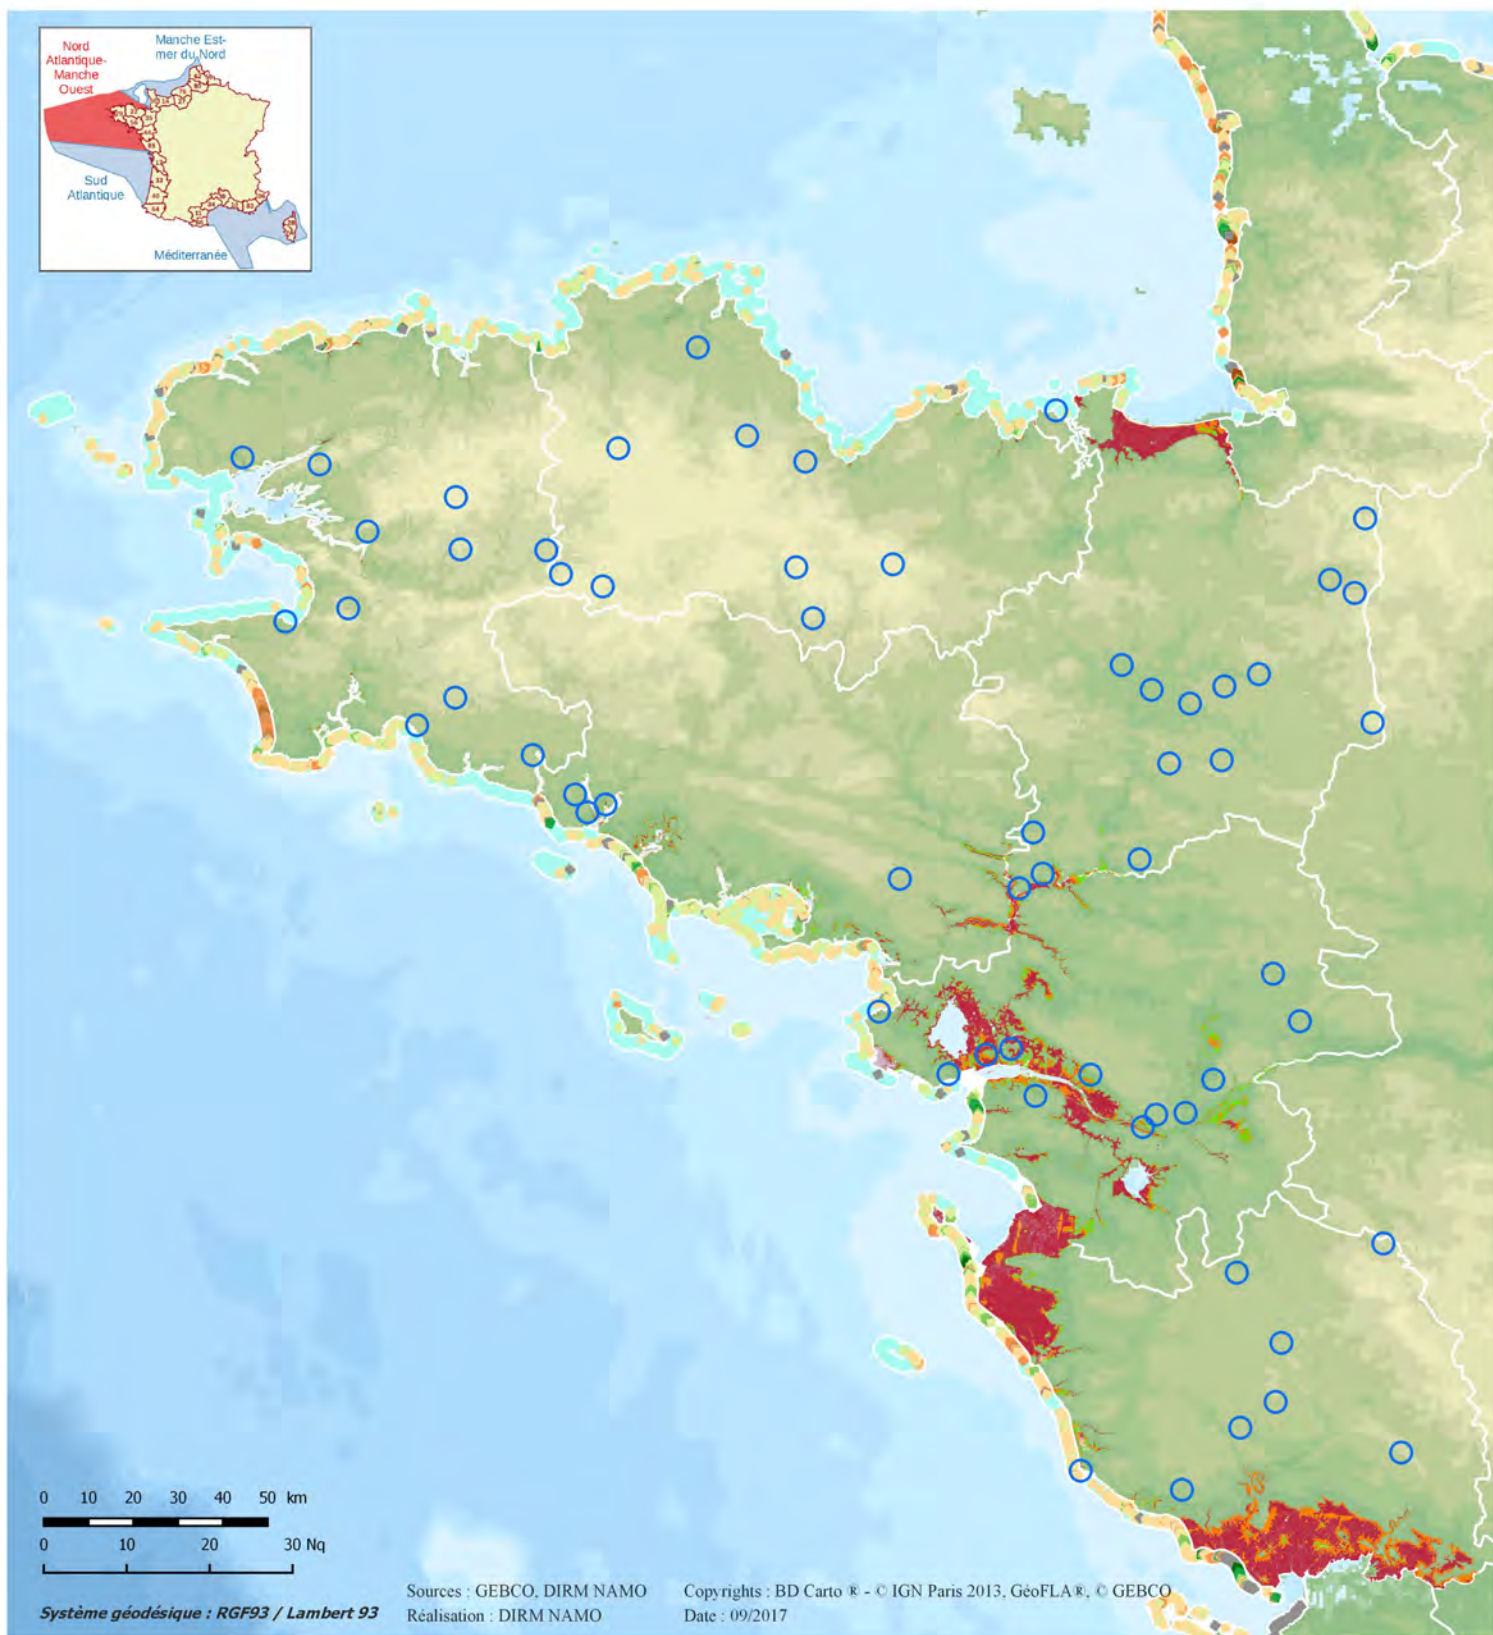 Nord
Atlantique-
Manche
Ouest
Manche Est-
mer du Nord
Sud
Atlantique
Méditerranée
0 10 20 30 40 50 km
0 10 20 30 Nq
Système géodésique : RGF93 / Lambert 93
Sources : GEBCO, DIRM NAMO
Réalisation : DIRM NAMO
Copyrights : BD Carto ® - © IGN Paris 2013, GéoFLA®, © GEBCO
Date : 09/2017